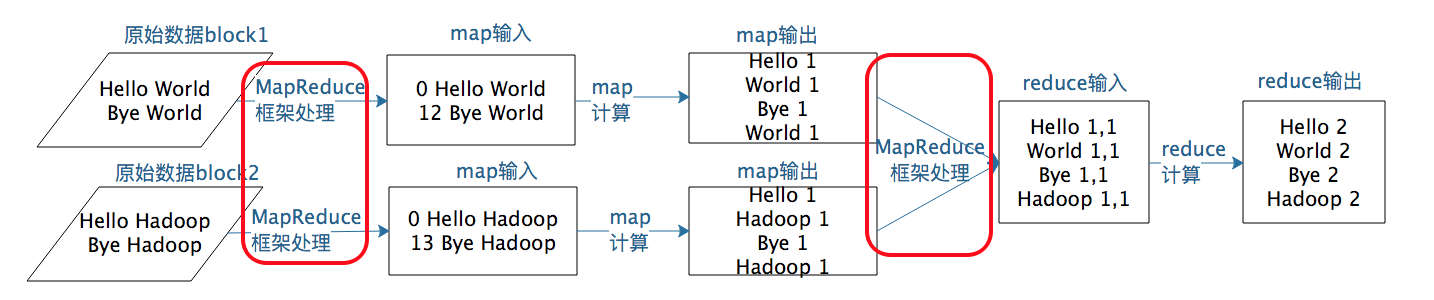 原始数据block1
Hello World
Bye World
MapReduce
框架处理
map输入
0 Hello World
12 Bye World
map
计算
map输出
Hello 1
World 1
Bye 1
World 1
原始数据block2
Hello Hadoop
Bye Hadoop
MapReduce
框架处理
map输入
0 Hello Hadoop
13 Bye Hadoop
map
计算
map输出
Hello 1
Hadoop 1
Bye 1
Hadoop 1
MapReduce
框架处理
reduce输入
Hello 1,1
World 1,1
Bye 1,1
Hadoop 1,1
reduce
计算
reduce输出
Hello 2
World 2
Bye 2
Hadoop 2